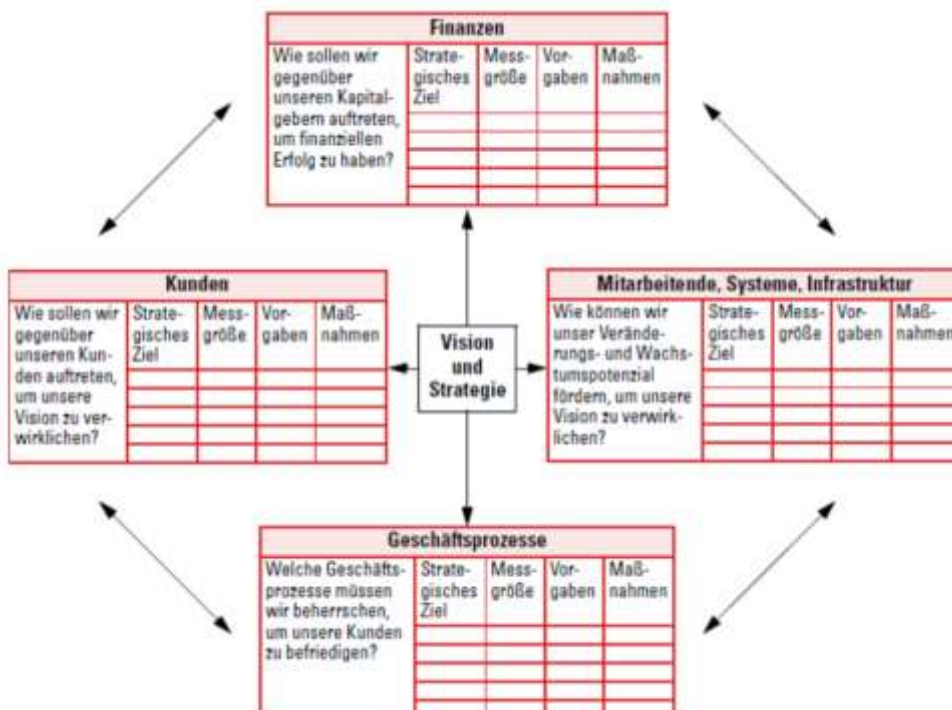 Finanzen
Wie sollen wir
gegenüber
unseren Kapital-
gebern auftreten,
um finanziellen
Erfolg zu haben?
Strate-
gisches
Ziel
Mess-
größe
Vor-
gaben
Maß-
nahmen
Kunden
Wie sollen wir
gegenüber
unseren Kun-
den auftreten,
um unsere
Vision zu ver-
wirklichen?
Strate-
gisches
Ziel
Mess-
größe
Vor-
gaben
Maß-
nahmen
Vision
und
Strategie
Mitarbeitende, Systeme, Infrastruktur
Wie können wir
unser Verände-
rungs- und Wachs-
tumspotenzial
fördern, um unsere
Vision zu verwirk-
lichen?
Strate-
gisches
Ziel
Mess-
größe
Vor-
gaben
Maß-
nahmen
Geschäftsprozesse
Welche Geschäfts-
prozesse müssen
wir beherrschen,
um unsere Kunden
zu befriedigen?
Strate-
gisches
Ziel
Mess-
größe
Vor-
gaben
Maß-
nahmen